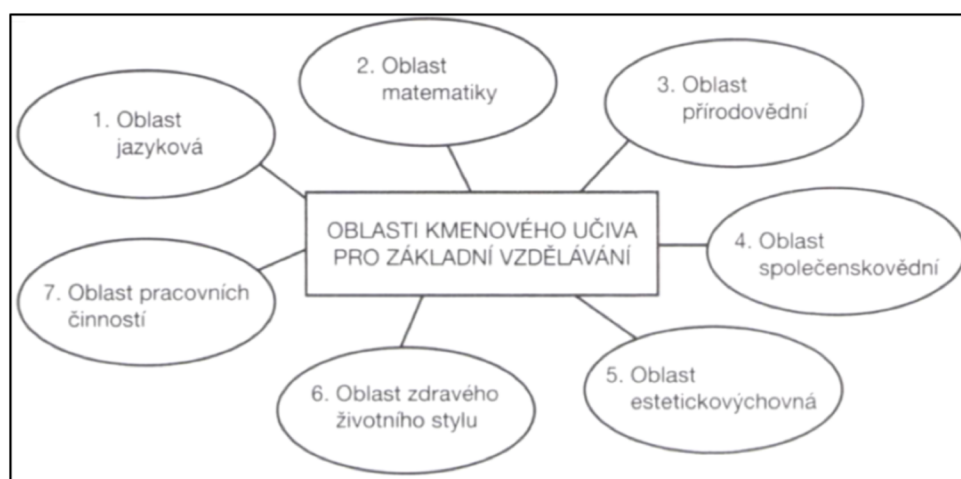 OBLASTI KMENOVÉHO UČIVA
PRO ZÁKLADNÍ VZDĚLÁVÁNÍ
1. Oblast
jazyková
2. Oblast
matematiky
3. Oblast
přírodovědní
4. Oblast
společenskovědní
5. Oblast
estetickovýchovná
6. Oblast zdravého
životního stylu
7. Oblast pracovních
činností